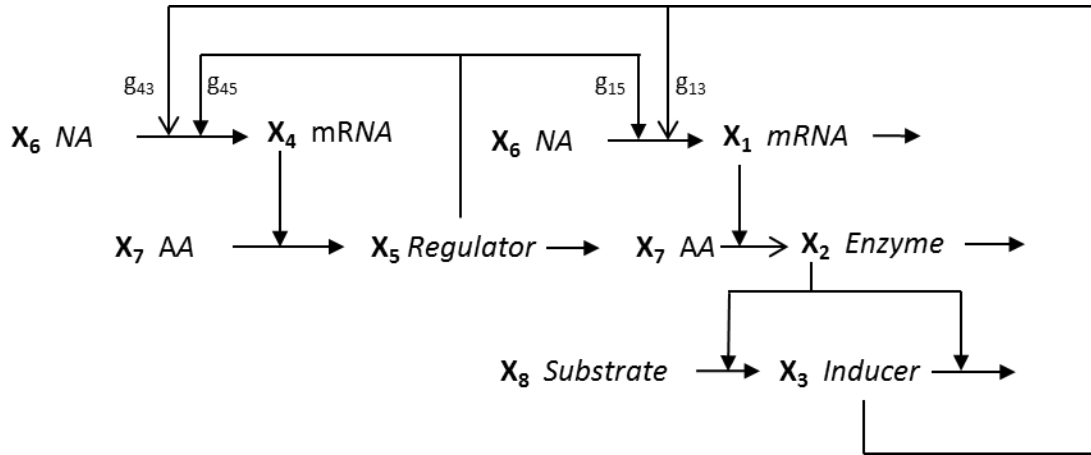 g₄₃ g₄₅ g₁₅ g₁₃
X₆ NA X₄ mRNA X₆ NA X₁ mRNA
X₇ AA X₅ Regulator X₇ AA X₂ Enzyme
X₈ Substrate X₃ Inducer